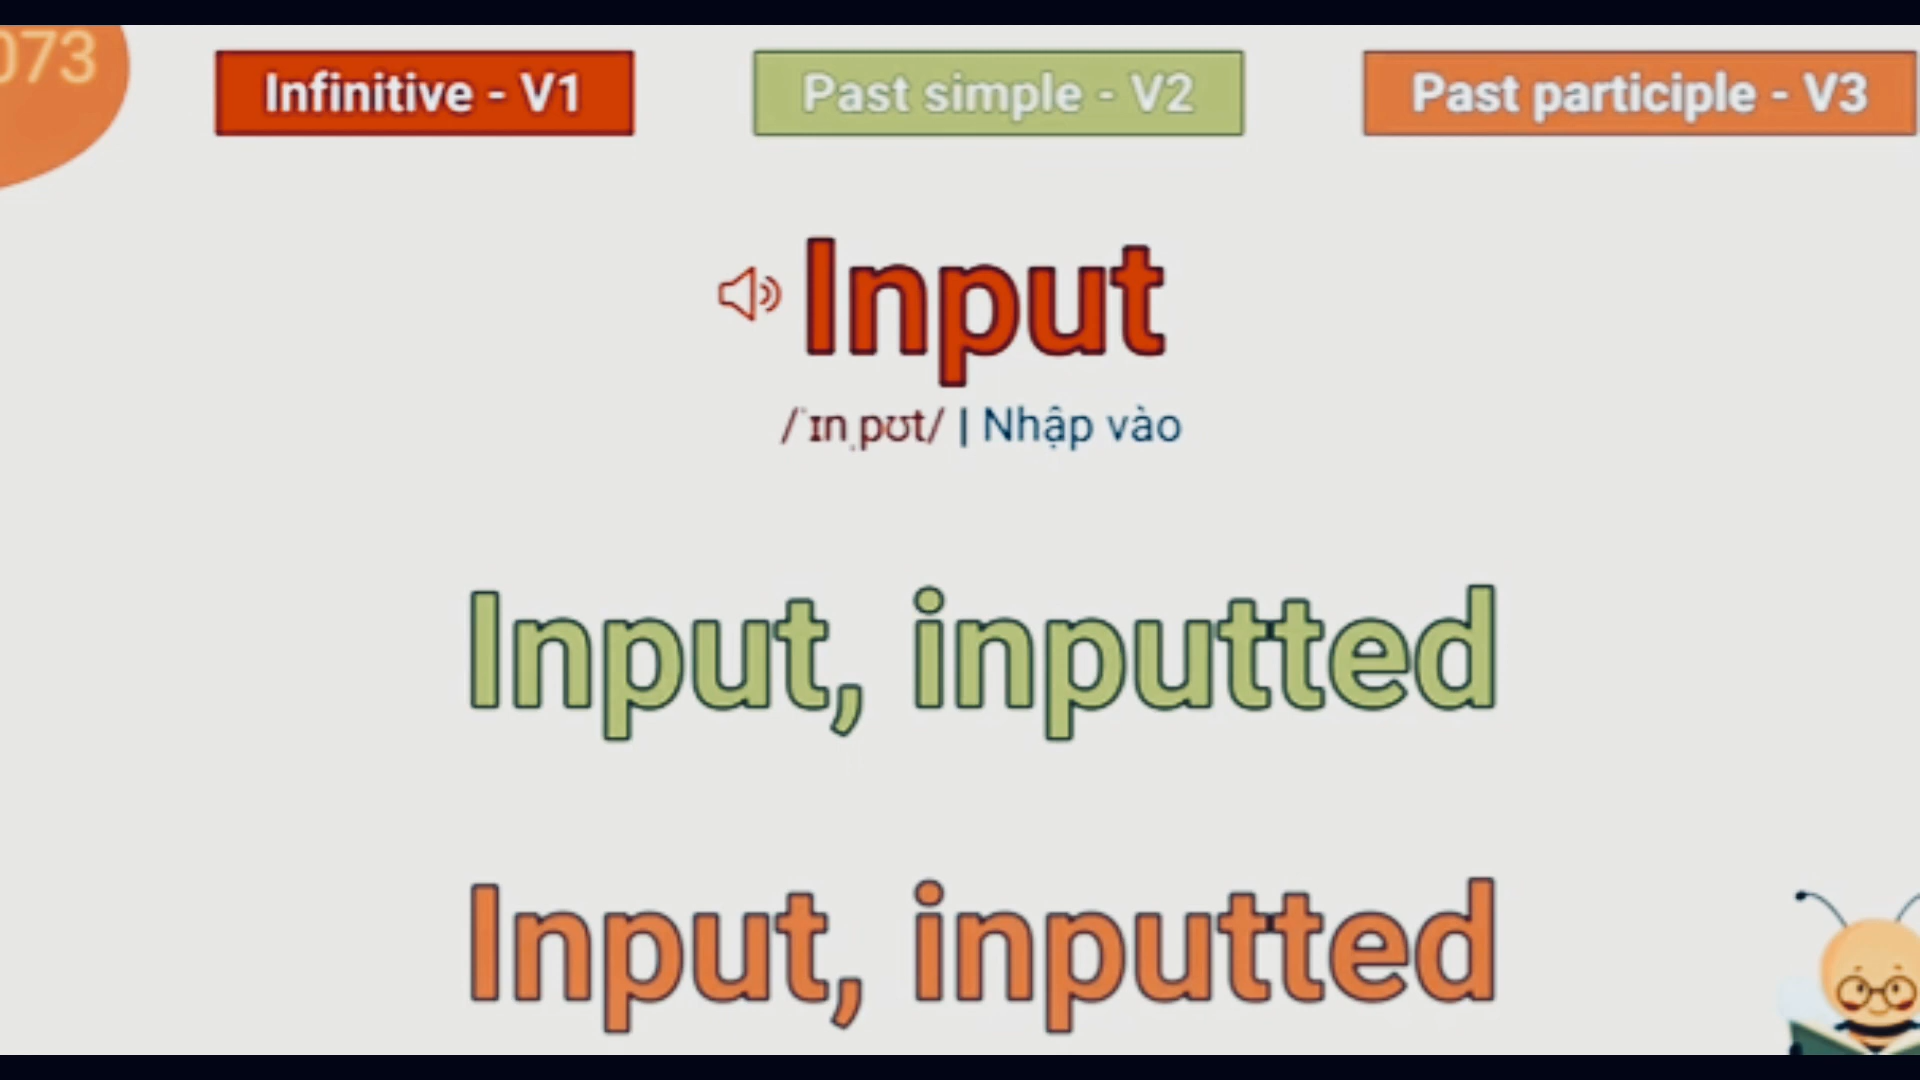 073
Infinitive - V1
Past simple - V2
Past participle - V3
Input
/ˈɪnˌpʊt/ | Nhập vào
Input, inputted
Input, inputted